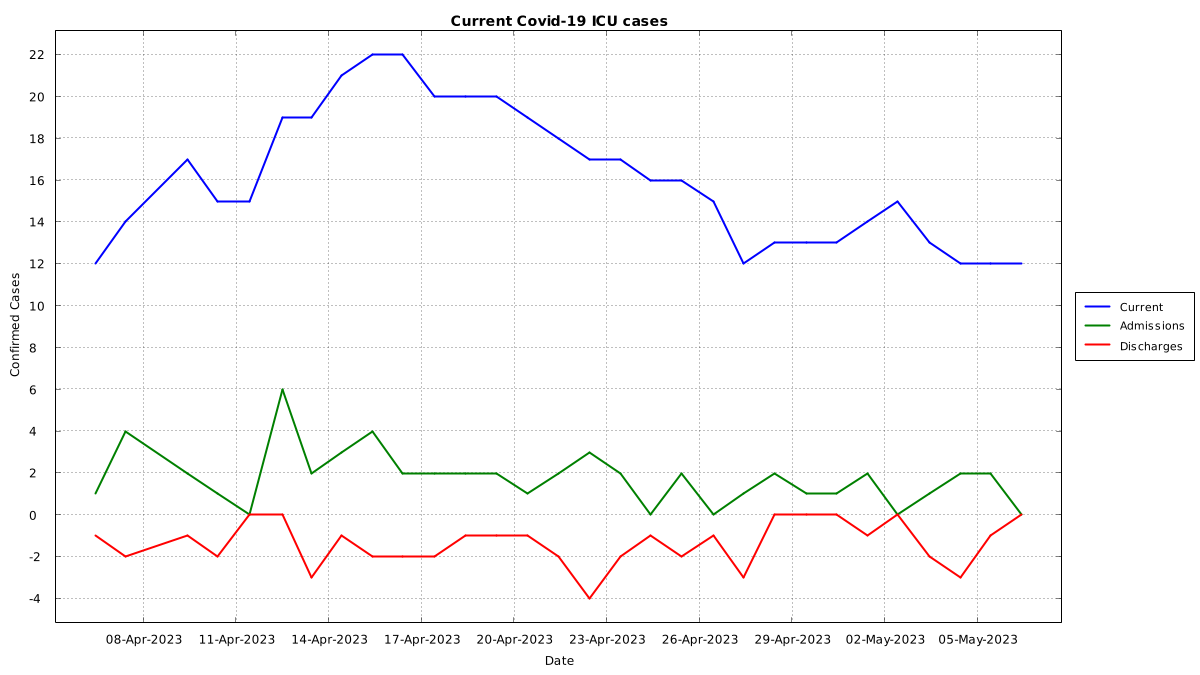 Current Covid-19 ICU cases
22
20
18
16
14
12
10
8
6
4
2
0
-2
-4
Confirmed Cases
08-Apr-2023 11-Apr-2023 14-Apr-2023 17-Apr-2023 20-Apr-2023 23-Apr-2023 26-Apr-2023 29-Apr-2023 02-May-2023 05-May-2023
Date
Current
Admissions
Discharges